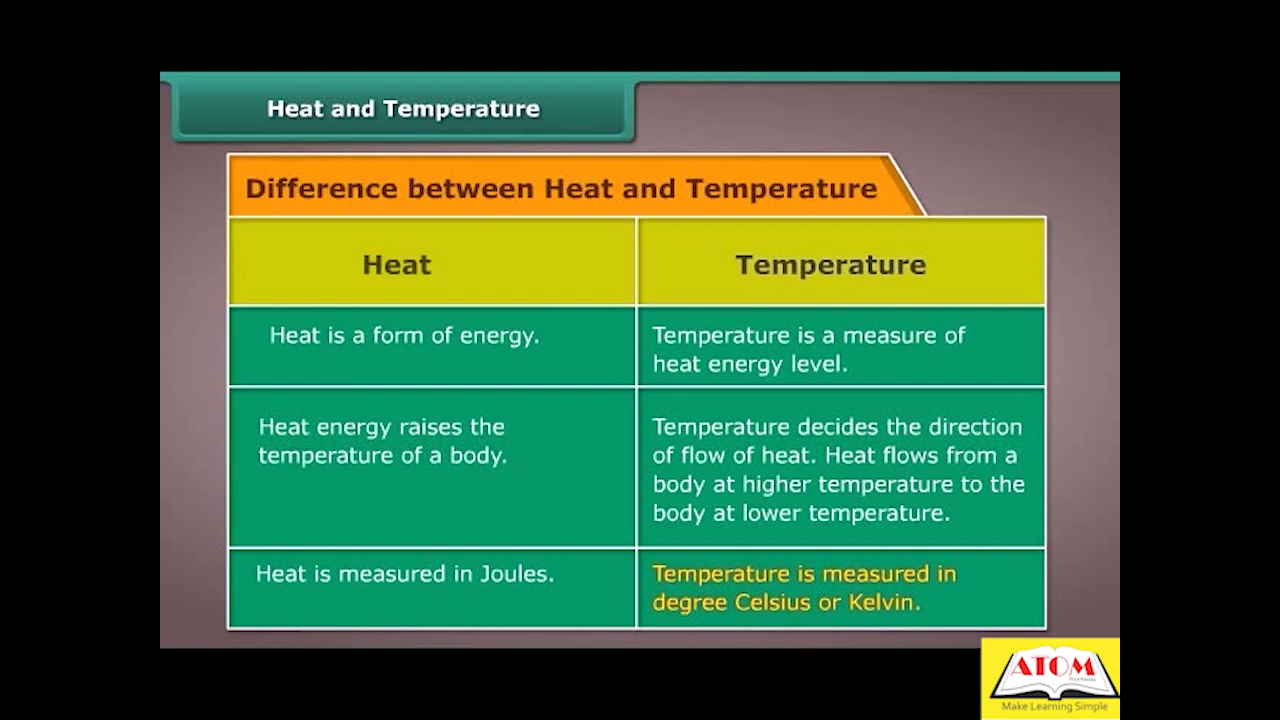 Heat and Temperature
Difference between Heat and Temperature
Heat
Temperature
Heat is a form of energy.
Temperature is a measure of
heat energy level.
Heat energy raises the
temperature of a body.
Temperature decides the direction
of flow of heat. Heat flows from a
body at higher temperature to the
body at lower temperature.
Heat is measured in Joules.
Temperature is measured in
degree Celsius or Kelvin.
ATOM
Make Learning Simple